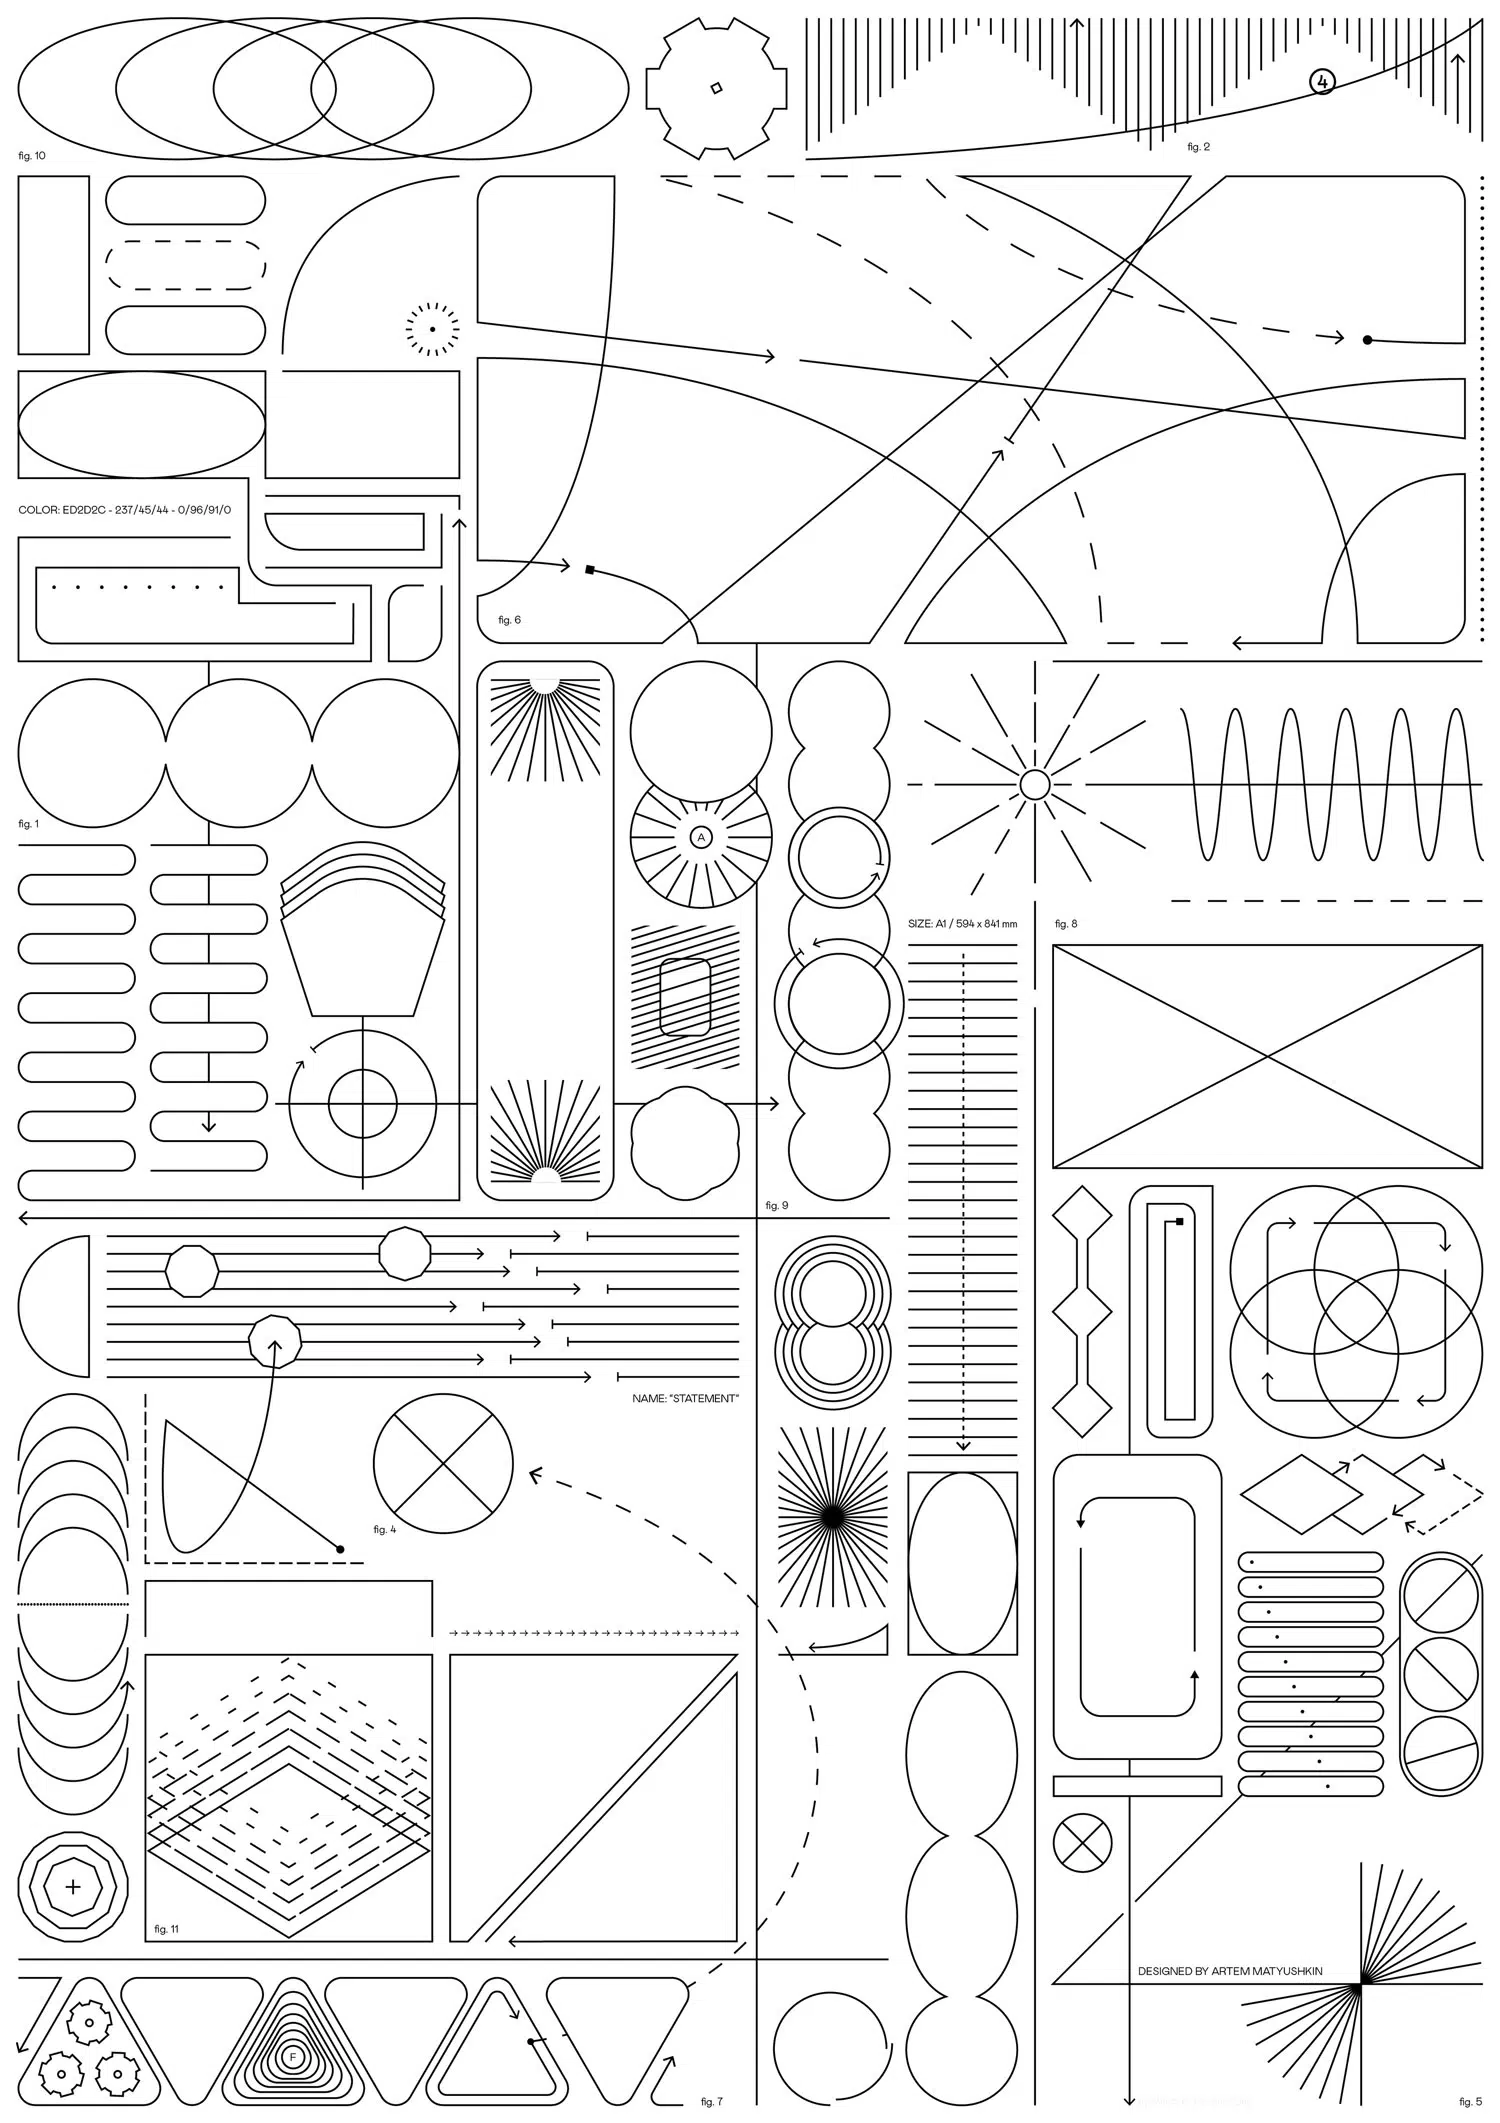 4
fig. 10
fig. 2
COLOR: ED2D2C - 237/45/44 - 0/96/91/0
fig. 6
fig. 1
A
SIZE: A1 / 594 x 841 mm
fig. 8
fig. 9
NAME: "STATEMENT"
fig. 4
fig. 11
DESIGNED BY ARTEM MATYUSHKIN
F
fig. 7
fig. 5